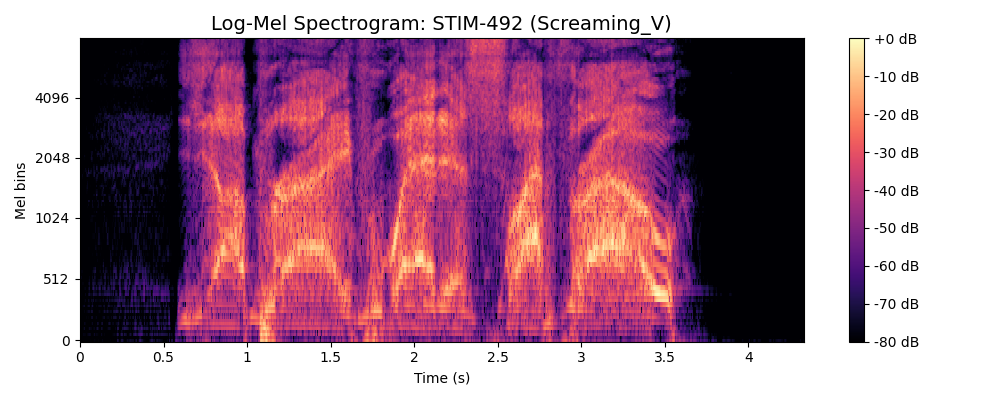 Log-Mel Spectrogram: STIM-492 (Screaming_V)
Mel bins
4096
2048
1024
512
0
0 0.5 1 1.5 2 2.5 3 3.5 4
Time (s)
+0 dB
-10 dB
-20 dB
-30 dB
-40 dB
-50 dB
-60 dB
-70 dB
-80 dB